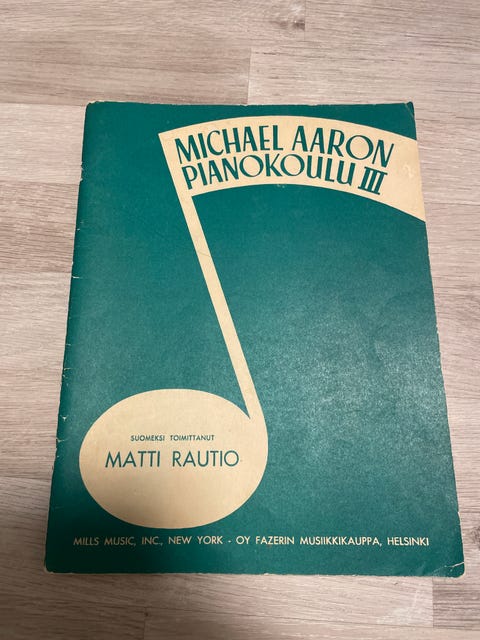 MICHAEL AARON
PIANOKOULU III
SUOMEKSI TOIMITTANUT
MATTI RAUTIO
MILLS MUSIC, INC., NEW YORK - OY FAZERIN MUSIIKKIKAUPPA, HELSINKI